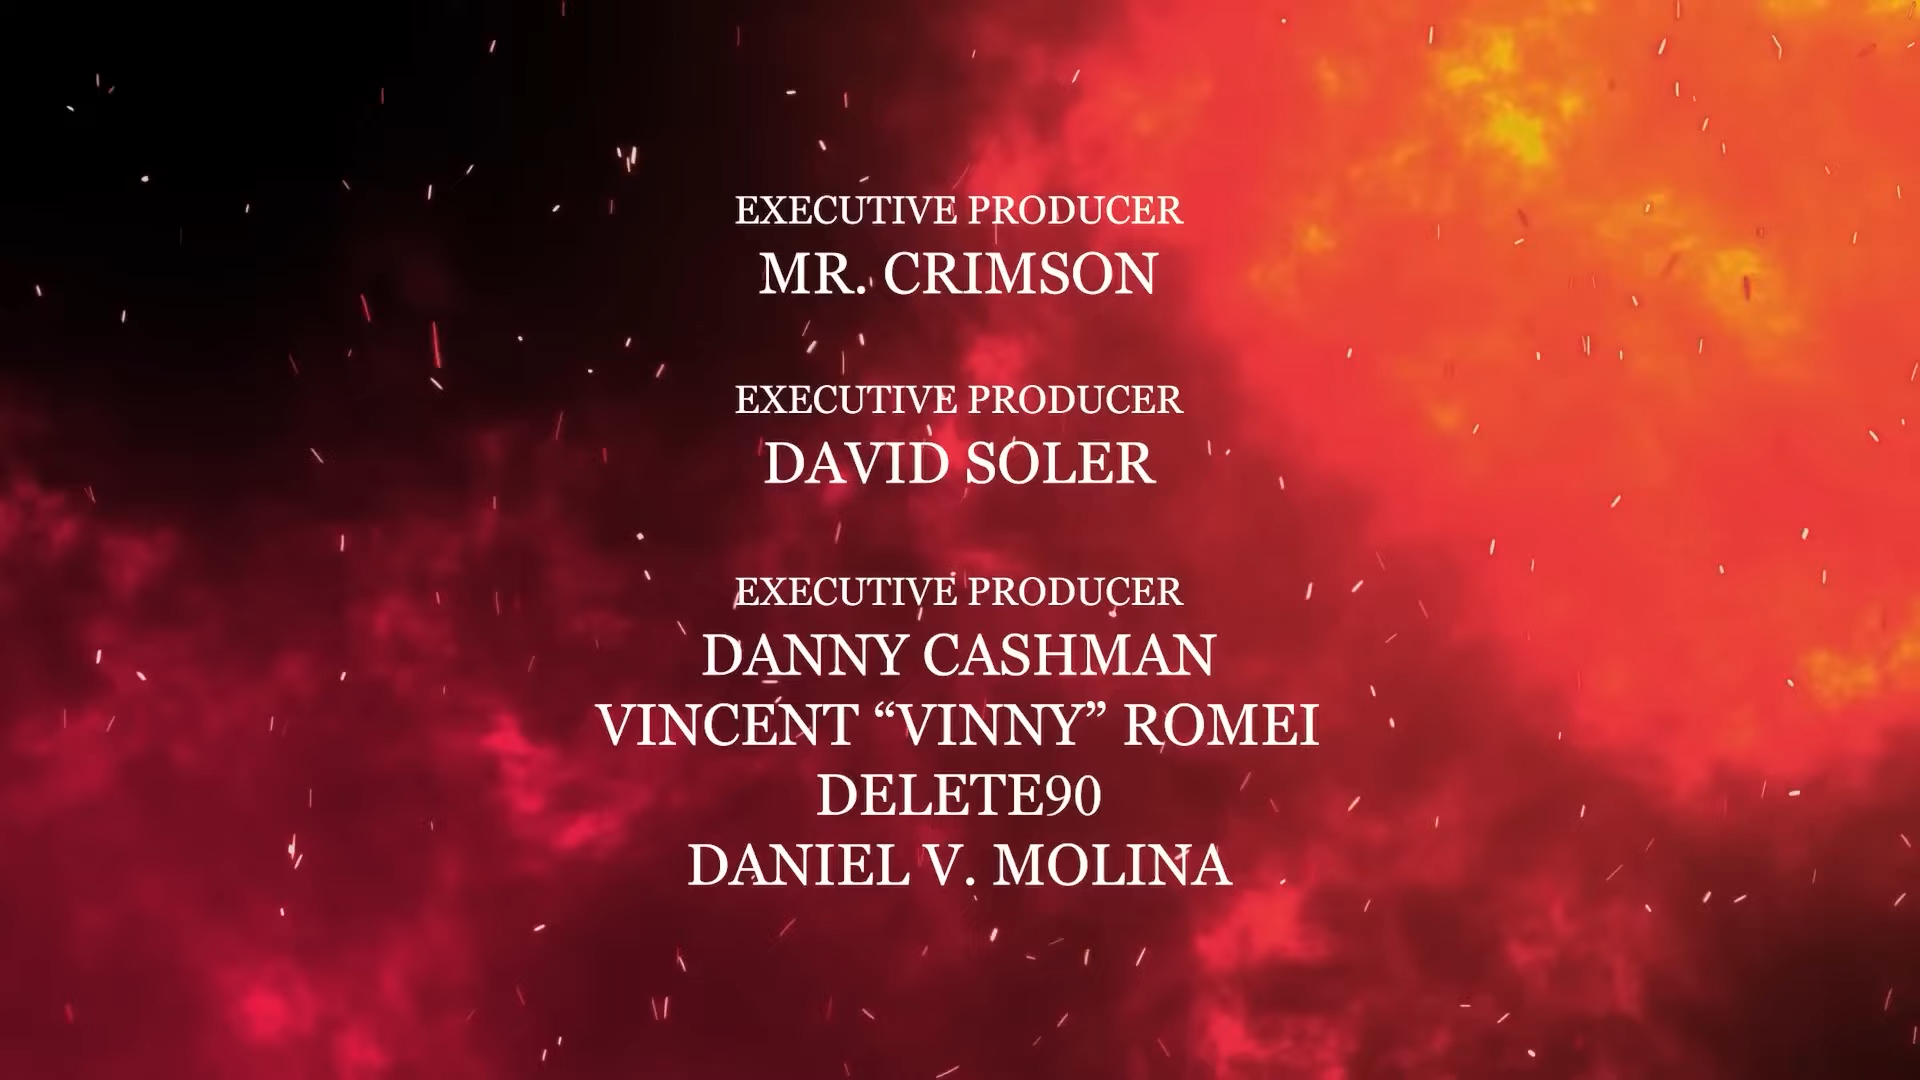 EXECUTIVE PRODUCER
MR. CRIMSON
EXECUTIVE PRODUCER
DAVID SOLER
EXECUTIVE PRODUCER
DANNY CASHMAN
VINCENT “VINNY” ROMEI
DELETE90
DANIEL V. MOLINA